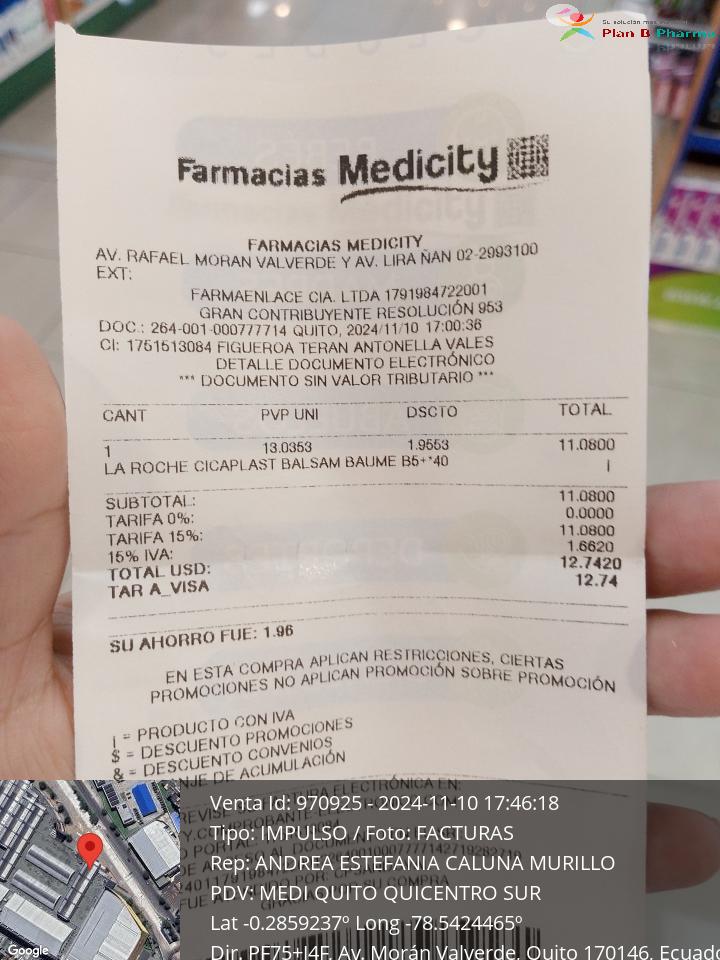 Su solución más
Plan B Pharma
Farmacias Medicity
FARMACIAS MEDICITY
AV. RAFAEL MORAN VALVERDE Y AV. LIRA ÑAN 02-2993100
EXT:
FARMAENLACE CIA. LTDA 1791984722001
GRAN CONTRIBUYENTE RESOLUCIÓN 953
DOC.: 264-001-000777714 QUITO, 2024/11/10 17:00:36
CI: 1751513084 FIGUEROA TERAN ANTONELLA VALES
DETALLE DOCUMENTO ELECTRÓNICO
*** DOCUMENTO SIN VALOR TRIBUTARIO ***
CANT PVP UNI DSCTO TOTAL
1 13.0353 1.9553 11.0800
LA ROCHE CICAPLAST BALSAM BAUME B5+*40 |
SUBTOTAL: 11.0800
TARIFA 0%: 0.0000
TARIFA 15%: 11.0800
15% IVA: 1.6620
TOTAL USD: 12.7420
TAR A_VISA 12.74
SU AHORRO FUE: 1.96
EN ESTA COMPRA APLICAN RESTRICCIONES, CIERTAS
PROMOCIONES NO APLICAN PROMOCIÓN SOBRE PROMOCIÓN
| = PRODUCTO CON IVA
$ = DESCUENTO PROMOCIONES
& = DESCUENTO CONVENIOS
NJE DE ACUMULACIÓN
ELECTRÓNICA EN:
Venta Id: 970925 - 2024-11-10 17:46:18
Tipo: IMPULSO / Foto: FACTURAS
Rep: ANDREA ESTEFANIA CALUNA MURILLO
PDV: MEDI QUITO QUICENTRO SUR
Lat -0.2859237º Long -78.5424465º
Dir. PF75+J4F, Av. Morán Valverde, Quito 170146, Ecuado
Google